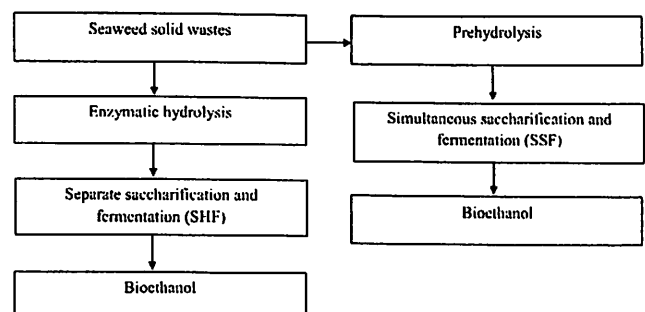 Seaweed solid wastes
Enzymatic hydrolysis
Separate saccharification and
fermentation (SHF)
Bioethanol
Prehydrolysis
Simultaneous saccharification and
fermentation (SSF)
Bioethanol